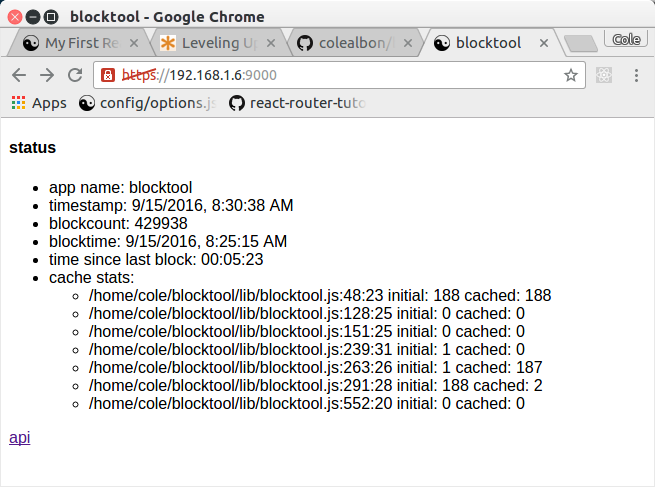 blocktool - Google Chrome
My First Re
Leveling Up
colealbon/
blocktool
Cole
https://192.168.1.6:9000
Apps
config/options.js
react-router-tuto
status
app name: blocktool
timestamp: 9/15/2016, 8:30:38 AM
blockcount: 429938
blocktime: 9/15/2016, 8:25:15 AM
time since last block: 00:05:23
cache stats:
/home/cole/blocktool/lib/blocktool.js:48:23 initial: 188 cached: 188
/home/cole/blocktool/lib/blocktool.js:128:25 initial: 0 cached: 0
/home/cole/blocktool/lib/blocktool.js:151:25 initial: 0 cached: 0
/home/cole/blocktool/lib/blocktool.js:239:31 initial: 1 cached: 0
/home/cole/blocktool/lib/blocktool.js:263:26 initial: 1 cached: 187
/home/cole/blocktool/lib/blocktool.js:291:28 initial: 188 cached: 2
/home/cole/blocktool/lib/blocktool.js:552:20 initial: 0 cached: 0
api